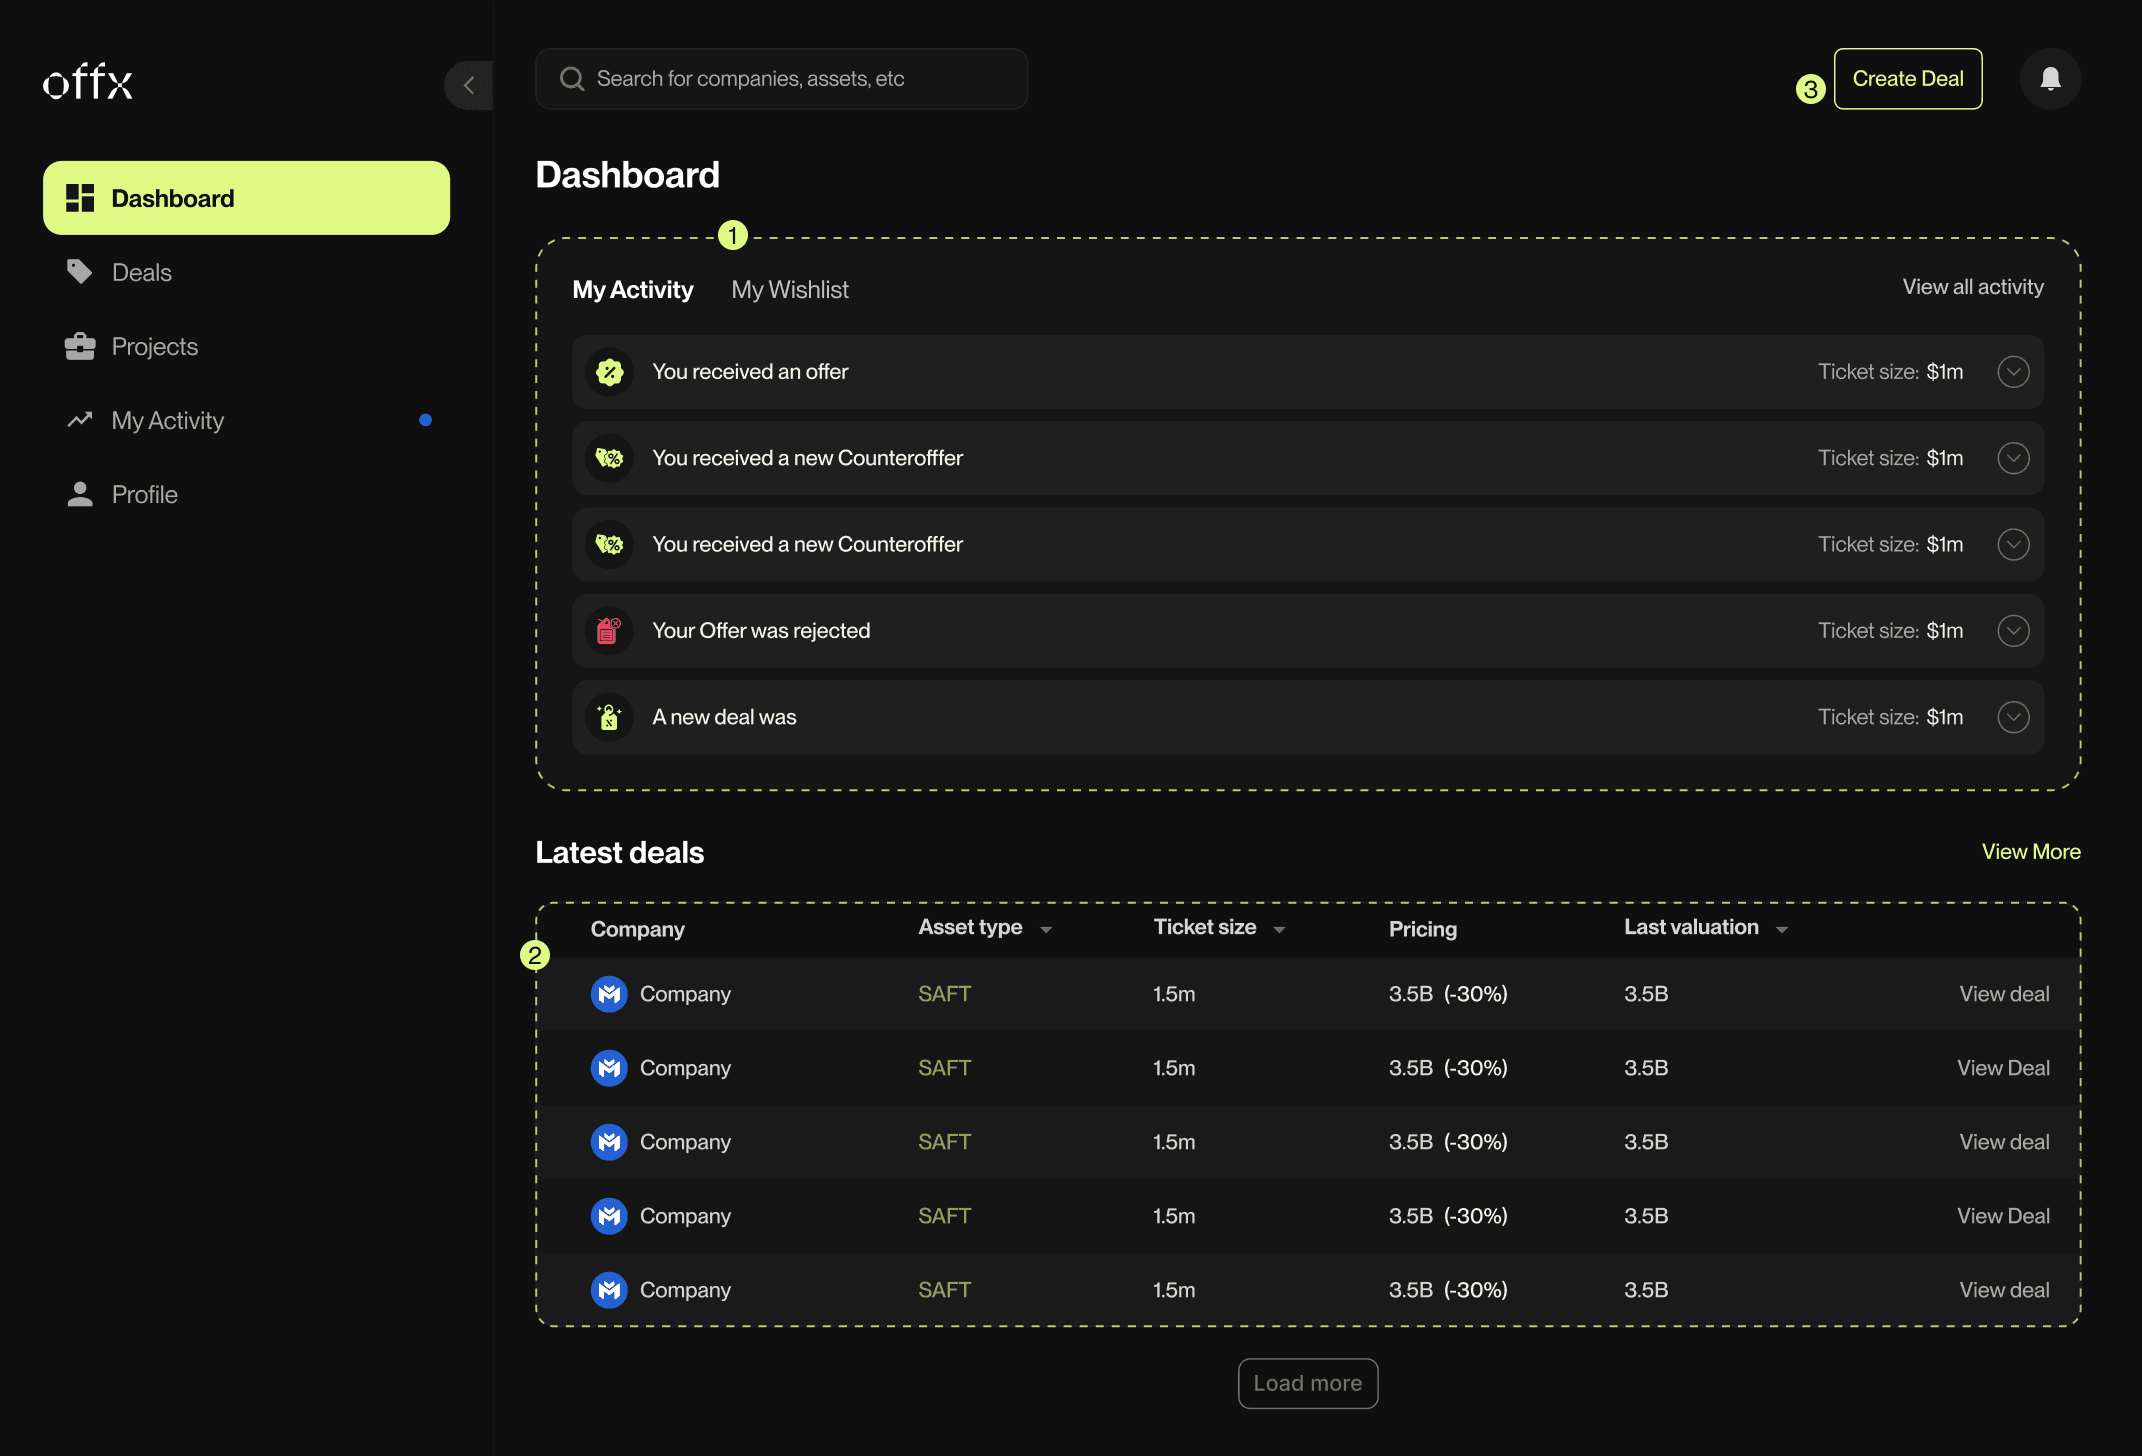 offx
Search for companies, assets, etc
3
Create Deal
Dashboard
Deals
Projects
My Activity
Profile
Dashboard
1
My Activity
My Wishlist
View all activity
You received an offer
Ticket size: $1m
You received a new Counterofffer
Ticket size: $1m
You received a new Counterofffer
Ticket size: $1m
Your Offer was rejected
Ticket size: $1m
A new deal was
Ticket size: $1m
Latest deals
View More
2
Company Asset type Ticket size Pricing Last valuation
Company SAFT 1.5m 3.5B (-30%) 3.5B View deal
Company SAFT 1.5m 3.5B (-30%) 3.5B View Deal
Company SAFT 1.5m 3.5B (-30%) 3.5B View deal
Company SAFT 1.5m 3.5B (-30%) 3.5B View Deal
Company SAFT 1.5m 3.5B (-30%) 3.5B View deal
Load more